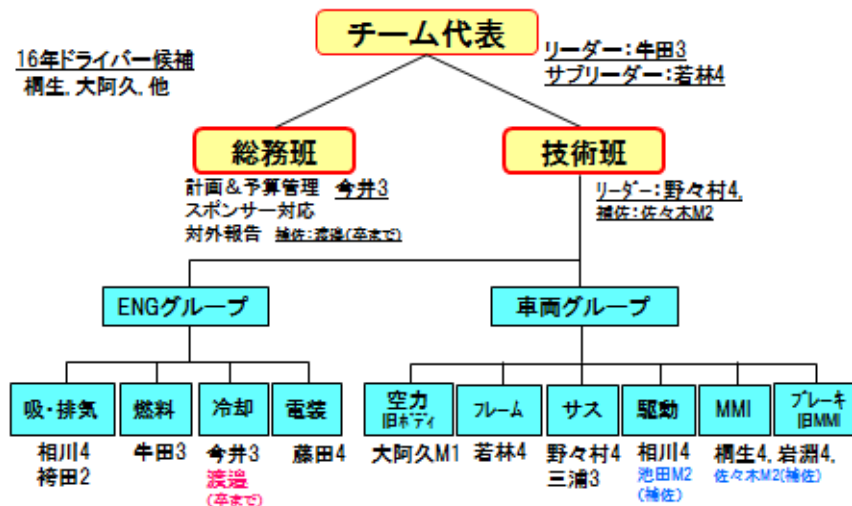 チーム代表
16年ドライバー候補
桐生，大阿久，他
リーダー：牛田3
サブリーダー：若林4
総務班
技術班
計画＆予算管理 今井3
スポンサー対応
対外報告 補佐：渡邉(卒まで)
リーダー：野々村4,
補佐：佐々木M2
ENGグループ
車両グループ
吸・排気
燃料
冷却
電装
空力
旧ボディ
フレーム
サス
駆動
MMI
ブレーキ
旧MMI
相川4
袴田2
牛田3
今井3
渡邉
(卒まで)
藤田4
大阿久M1
若林4
野々村4
三浦3
相川4
池田M2
(補佐)
桐生4, 岩淵4,
佐々木M2(補佐)